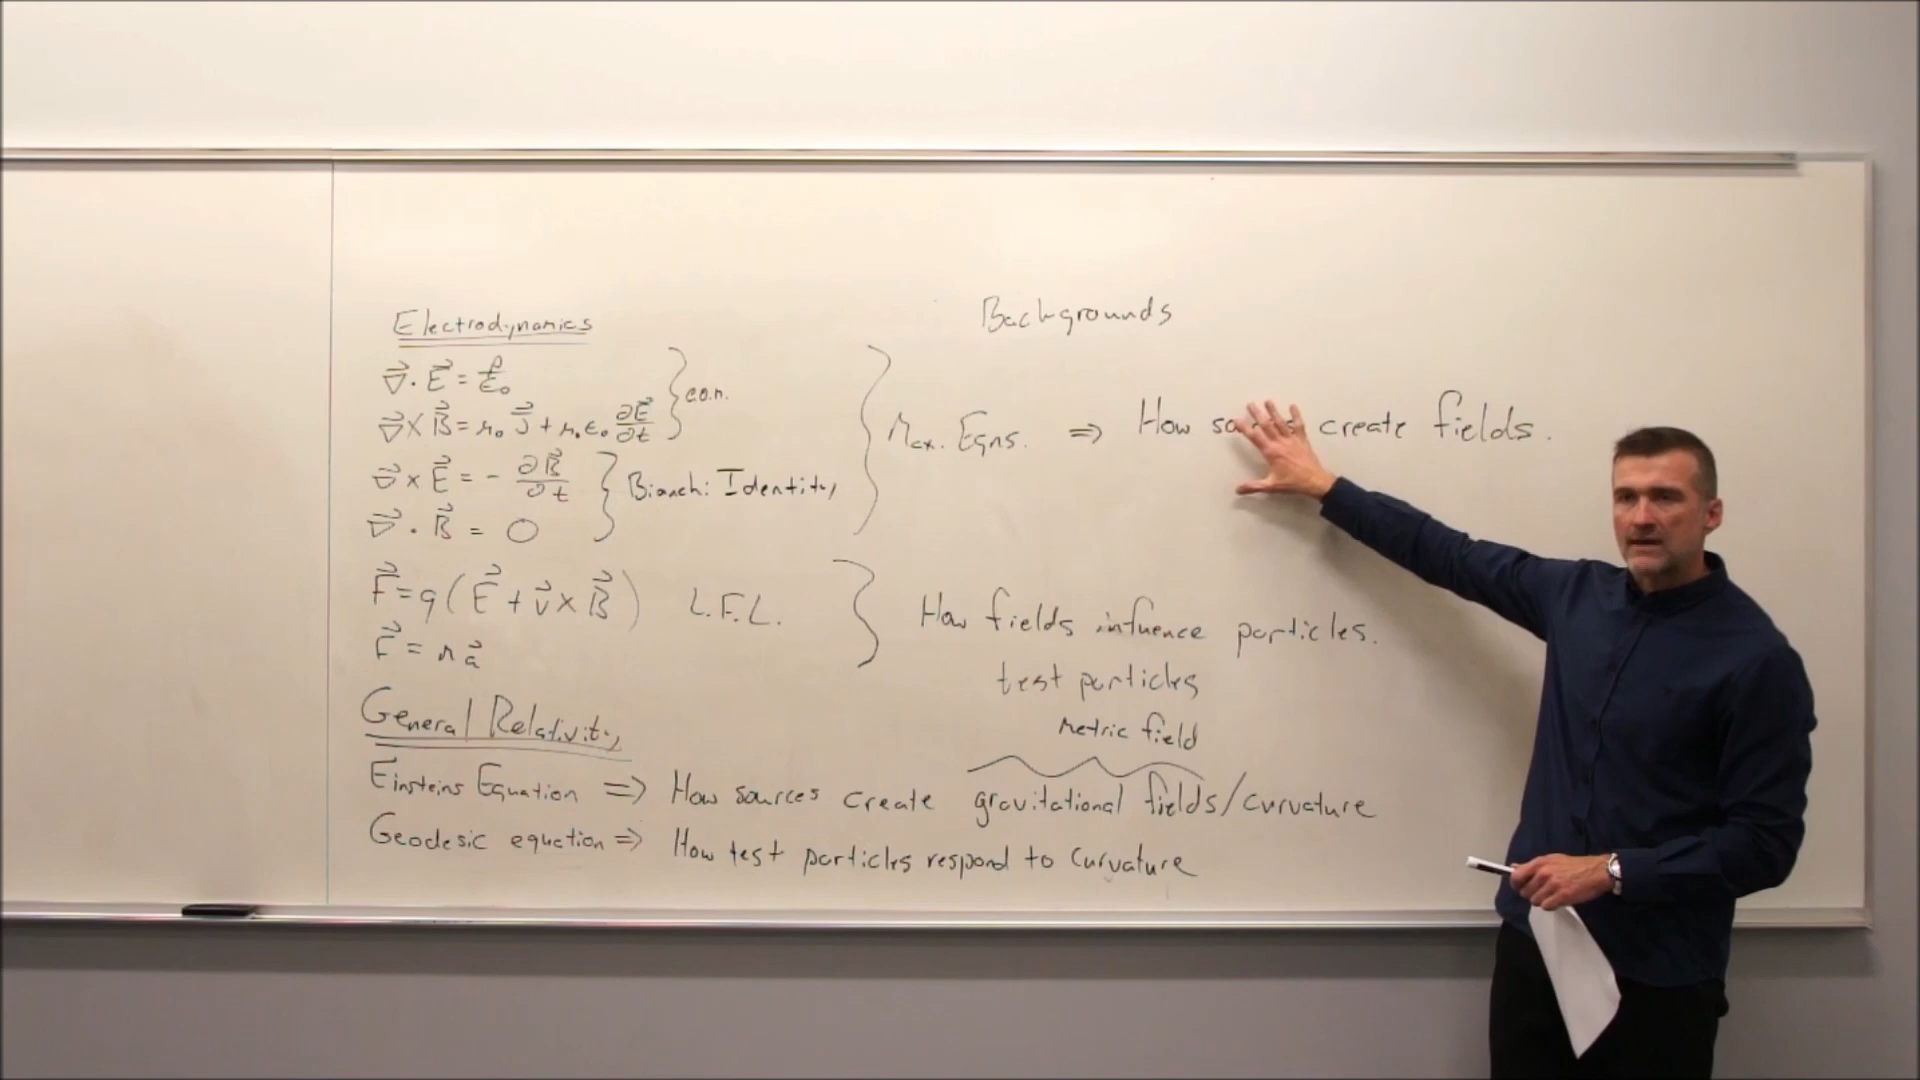 Backgrounds
Electrodynamics
∇⃗ · E⃗ = ρ/ε₀
∇⃗ × B⃗ = μ₀ J⃗ + μ₀ ε₀ ∂E⃗/∂t } e.o.m.
∇⃗ × E⃗ = - ∂B⃗/∂t } Bianchi Identity
∇⃗ · B⃗ = 0
} Max. Eqns. ⇒ How create fields.
F⃗ = q ( E⃗ + v⃗ × B⃗ ) L.F.L. } How fields influence particles.
F⃗ = m a⃗
test particles
metric field
General Relativity
Einsteins Equation ⇒ How sources create gravitational fields/curvature
Geodesic equation ⇒ How test particles respond to curvature